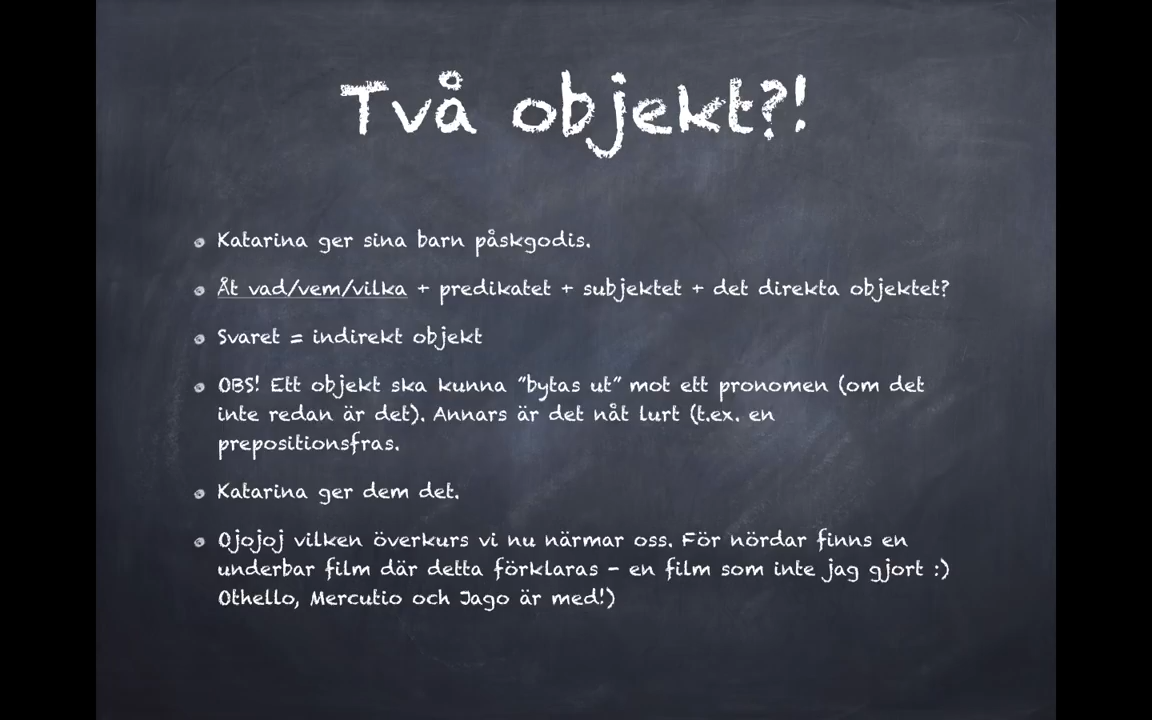 Två objekt?!
Katarina ger sina barn påskgodis.
Åt vad/vem/vilka + predikatet + subjektet + det direkta objektet?
Svaret = indirekt objekt
OBS! Ett objekt ska kunna "bytas ut" mot ett pronomen (om det
inte redan är det). Annars är det nåt lurt (t.ex. en
prepositionsfras.
Katarina ger dem det.
Ojojoj vilken överkurs vi nu närmar oss. För nördar finns en
underbar film där detta förklaras - en film som inte jag gjort :)
Othello, Mercutio och Jago är med!)